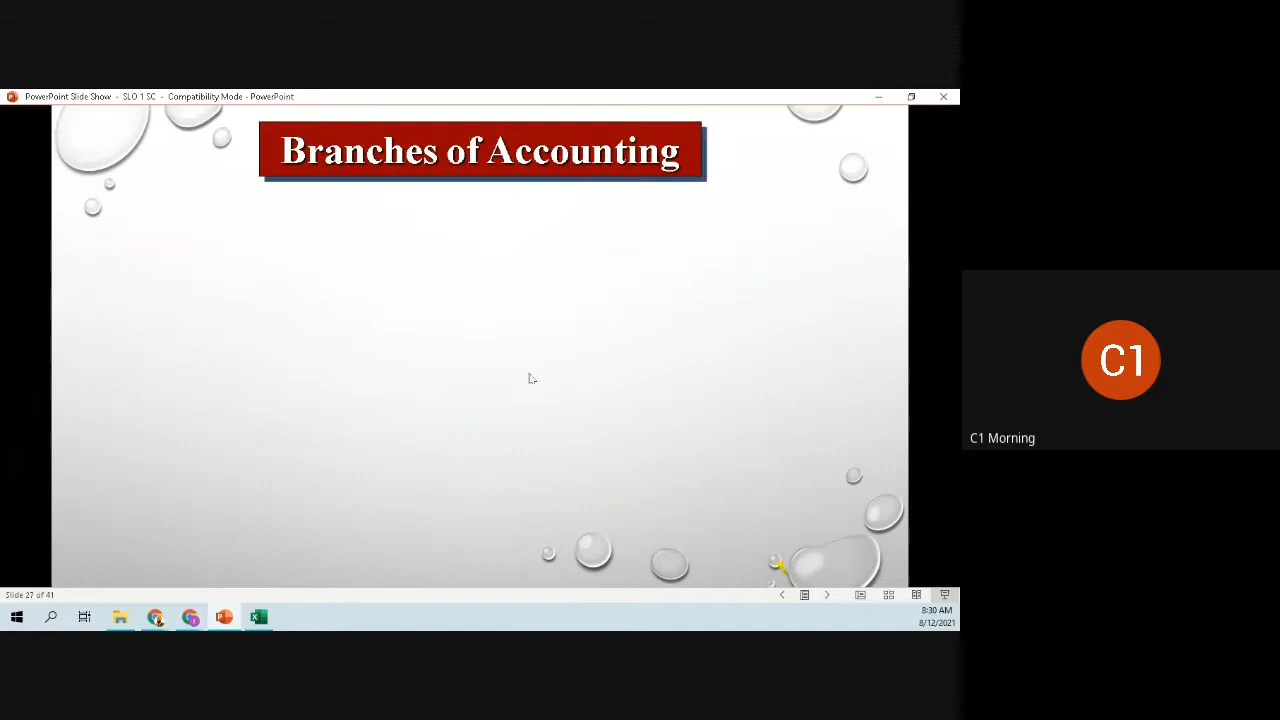 PowerPoint Slide Show - SLO 1 SC - Compatibility Mode - PowerPoint
Branches of Accounting
C1
C1 Morning
Slide 27 of 41
8:30 AM
8/12/2021